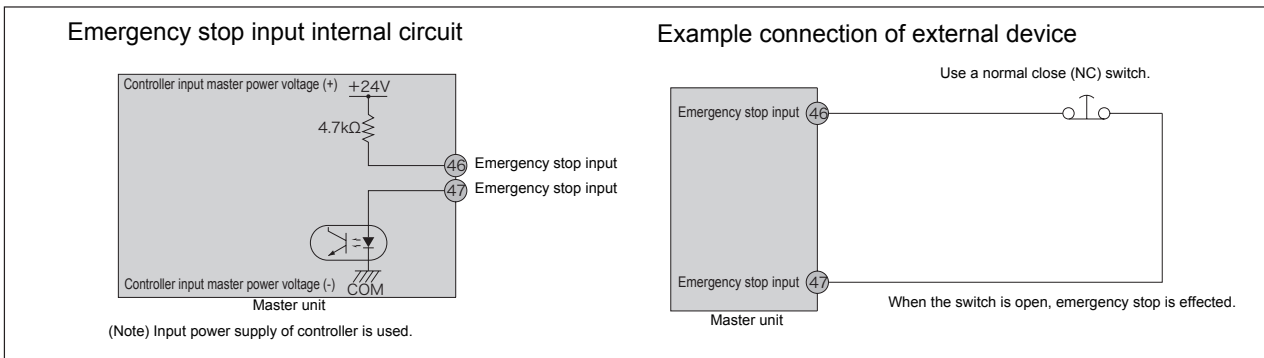 Emergency stop input internal circuit
Controller input master power voltage (+)
+24V
4.7kΩ
46 Emergency stop input
47 Emergency stop input
Controller input master power voltage (-)
COM
Master unit
(Note) Input power supply of controller is used.
Example connection of external device
Use a normal close (NC) switch.
Emergency stop input 46
Emergency stop input 47
When the switch is open, emergency stop is effected.
Master unit